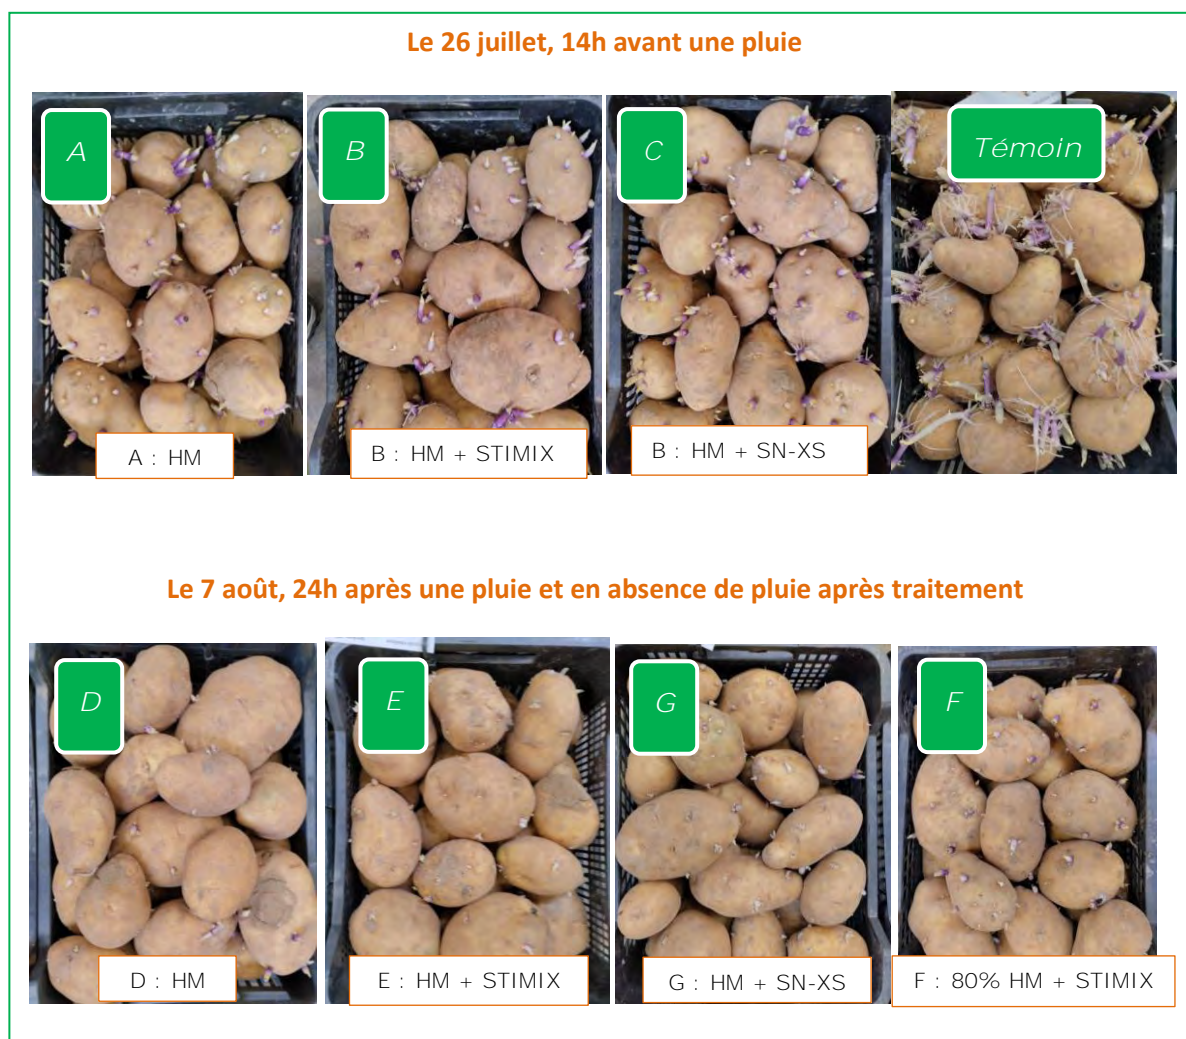 Le 26 juillet, 14h avant une pluie
A
B
C
Témoin
A : HM
B : HM + STIMIX
B : HM + SN-XS
Le 7 août, 24h après une pluie et en absence de pluie après traitement
D
E
G
F
D : HM
E : HM + STIMIX
G : HM + SN-XS
F : 80% HM + STIMIX